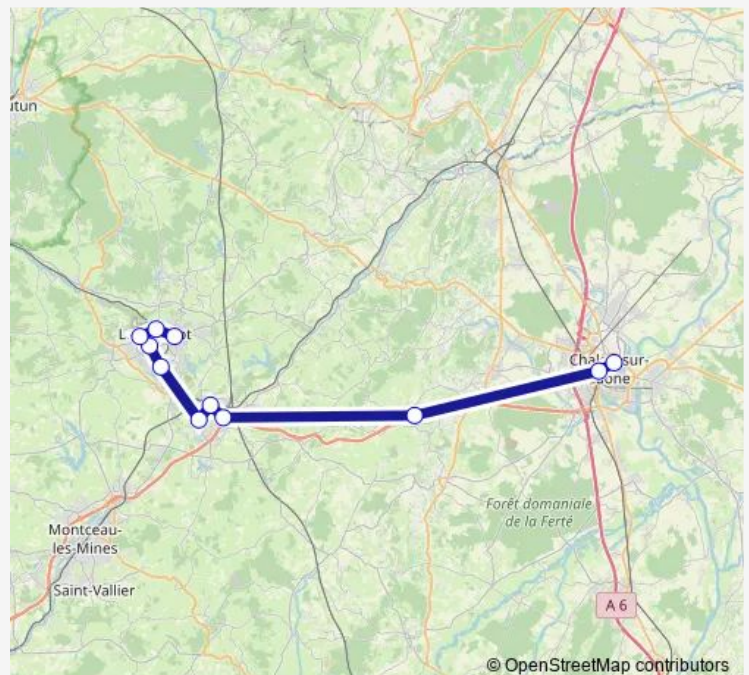 utun
Chalon-sur-
Saône
Forêt domaniale
de la Ferté
Montceau-
les-Mines
Saint-Vallier
A 6
© OpenStreetMap contributors